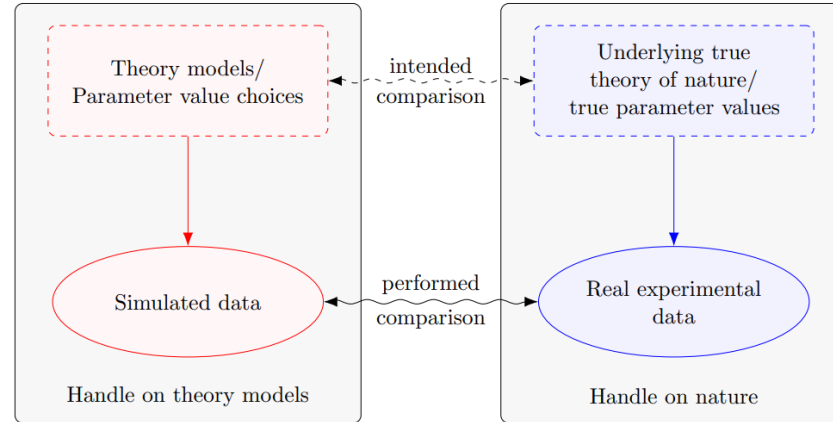 Theory models/
Parameter value choices
intended
comparison
Underlying true
theory of nature/
true parameter values
Simulated data
performed
comparison
Real experimental
data
Handle on theory models
Handle on nature